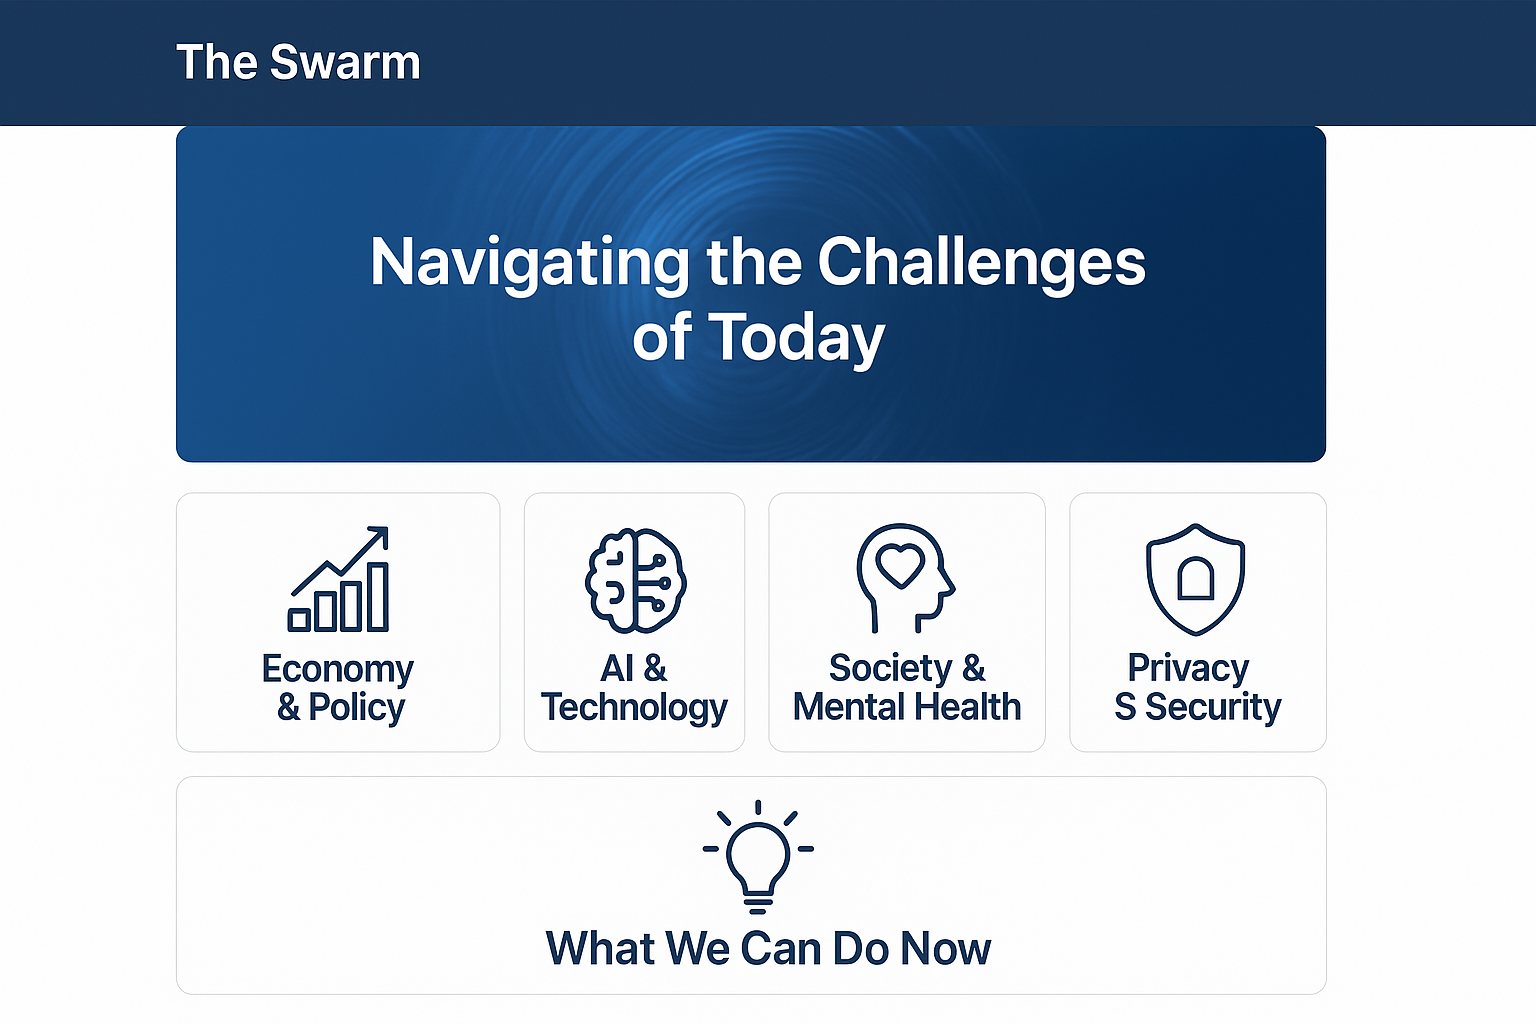 The Swarm
Navigating the Challenges
of Today
Economy
& Policy
AI &
Technology
Society &
Mental Health
Privacy
S Security
What We Can Do Now